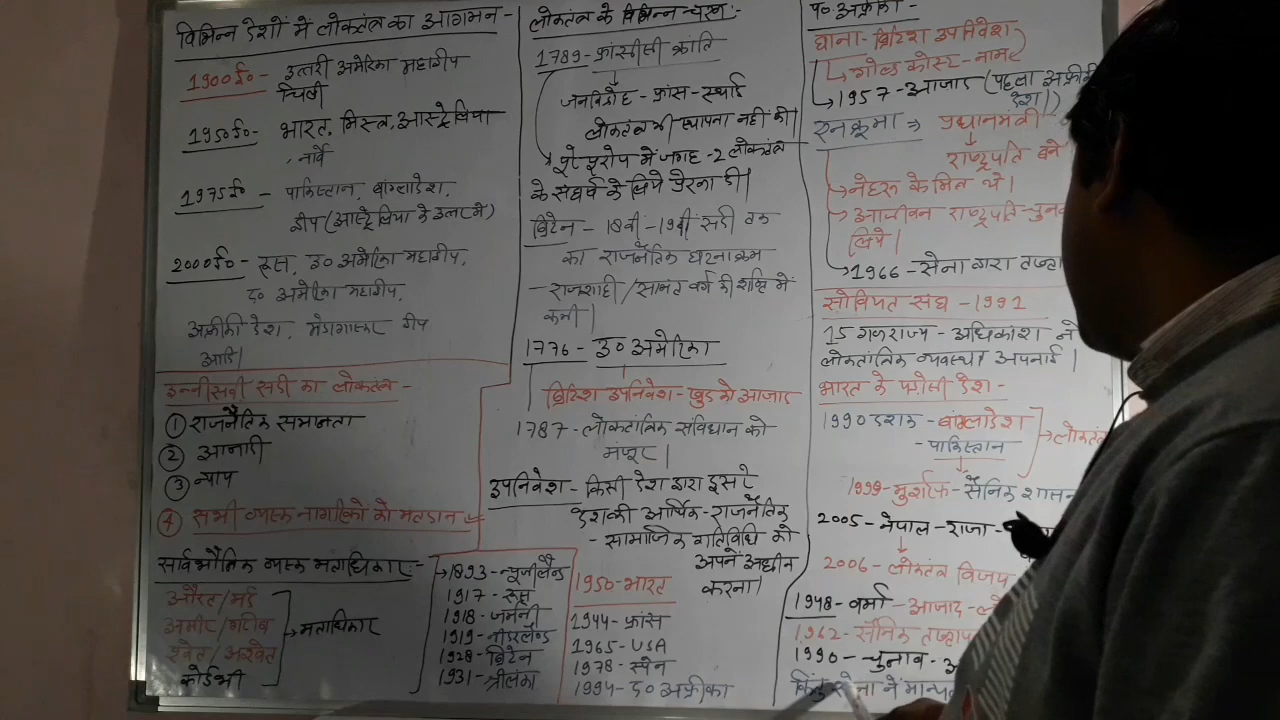 विभिन्न देशों में लोकतंत्र का आगमन -
1900ई०- उत्तरी अमेरिका महाद्वीप
चिली
1950ई०- भारत, मिस्त्र, आस्ट्रेलिया
, नार्वे
1975ई० - पाकिस्तान, बांग्लादेश,
द्वीप (आस्ट्रेलिया के उत्तर में)
2000ई०- रूस, उ० अमेरिका महाद्वीप,
द० अमेरिका महाद्वीप,
अफ्रीकी देश, मेडागास्कर द्वीप
आदि।
इक्कीसवीं सदी का लोकतंत्र -
① राजनैतिक समानता
② आजादी
③ न्याय
④ सभी व्यस्क नागरिकों को मतदान
सार्वभौमिक व्यस्क मताधिकार:-
औरत/मर्द
अमीर/गरीब
श्वेत/अश्वेत
कोई भी
→ मताधिकार
→1893-न्यूजीलैन्ड
1917- रूस
1918- जर्मनी
1919- नीदरलैण्ड
1928- ब्रिटेन
1931- श्रीलंका
लोकतंत्र के विभिन्न चरण:-
1789- फ्रांसीसी क्रांति
जनविद्रोह - फ्रांस - स्थाई
लोकतंत्र की स्थापना नहीं की।
पूरे यूरोप में जगह-2 लोकतंत्र
के संघर्ष के लिये प्रेरणा दी।
ब्रिटेन - 18वीं -19वीं सदी तक
का राजनैतिक घटनाक्रम
- राजशाही/सामंत वर्ग की शक्ति में
कमी।
1776- उ० अमेरिका
ब्रिटिश उपनिवेश - खुद को आजाद
1787- लोकतांत्रिक संविधान को
मंजूर।
उपनिवेश - किसी देश द्वारा दूसरे
देश की आर्थिक-राजनैतिक
- सामाजिक गतिविधि को
अपने अधीन
करना।
1950-भारत
1944- फ्रांस
1965- USA
1978- स्पेन
1994- द० अफ्रीका
प० अफ्रीका -
घाना- ब्रिटिश उपनिवेश
गोल्ड कोस्ट - नाम
→1957- आजाद (पहला अफ्रीकी
देश।)
एनक्रूमा → प्रधानमंत्री
राष्ट्रपति बने
→ नेहरू के मित्र थे।
→ आजीवन राष्ट्रपति - चुनवा
लिये।
1966- सेना द्वारा तख्ता
सोवियत संघ - 1991
15 गणराज्य - अधिकांश ने
लोकतांत्रिक व्यवस्था अपनाई।
भारत के पड़ोसी देश-
1990 दशक- बांग्लादेश
- पाकिस्तान
→ लोकतंत्र
1999- मुशर्रफ- सैनिक शासन
2005- नेपाल- राजा-
2006- लोकतंत्र विजय
1948- वर्मा - आजाद-
1962- सैनिक तख्ताप
1990- चुनाव-
किंतु सेना ने मान्य